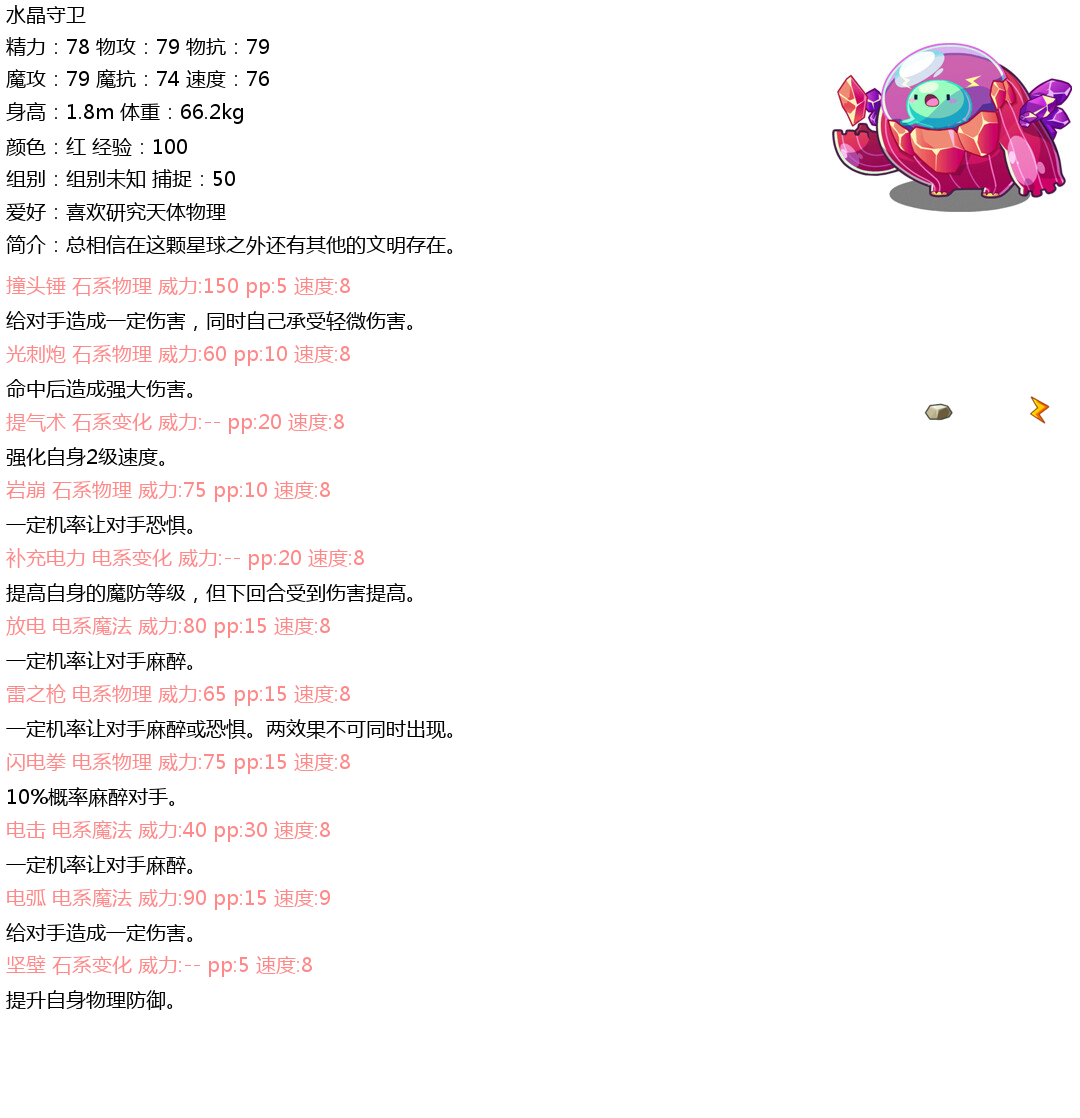 水晶守卫
精力：78 物攻：79 物抗：79
魔攻：79 魔抗：74 速度：76
身高：1.8m 体重：66.2kg
颜色：红 经验：100
组别：组别未知 捕捉：50
爱好：喜欢研究天体物理
简介：总相信在这颗星球之外还有其他的文明存在。
撞头锤 石系物理 威力:150 pp:5 速度:8
给对手造成一定伤害，同时自己承受轻微伤害。
光刺炮 石系物理 威力:60 pp:10 速度:8
命中后造成强大伤害。
提气术 石系变化 威力:-- pp:20 速度:8
强化自身2级速度。
岩崩 石系物理 威力:75 pp:10 速度:8
一定机率让对手恐惧。
补充电力 电系变化 威力:-- pp:20 速度:8
提高自身的魔防等级，但下回合受到伤害提高。
放电 电系魔法 威力:80 pp:15 速度:8
一定机率让对手麻醉。
雷之枪 电系物理 威力:65 pp:15 速度:8
一定机率让对手麻醉或恐惧。两效果不可同时出现。
闪电拳 电系物理 威力:75 pp:15 速度:8
10%概率麻醉对手。
电击 电系魔法 威力:40 pp:30 速度:8
一定机率让对手麻醉。
电弧 电系魔法 威力:90 pp:15 速度:9
给对手造成一定伤害。
坚壁 石系变化 威力:-- pp:5 速度:8
提升自身物理防御。